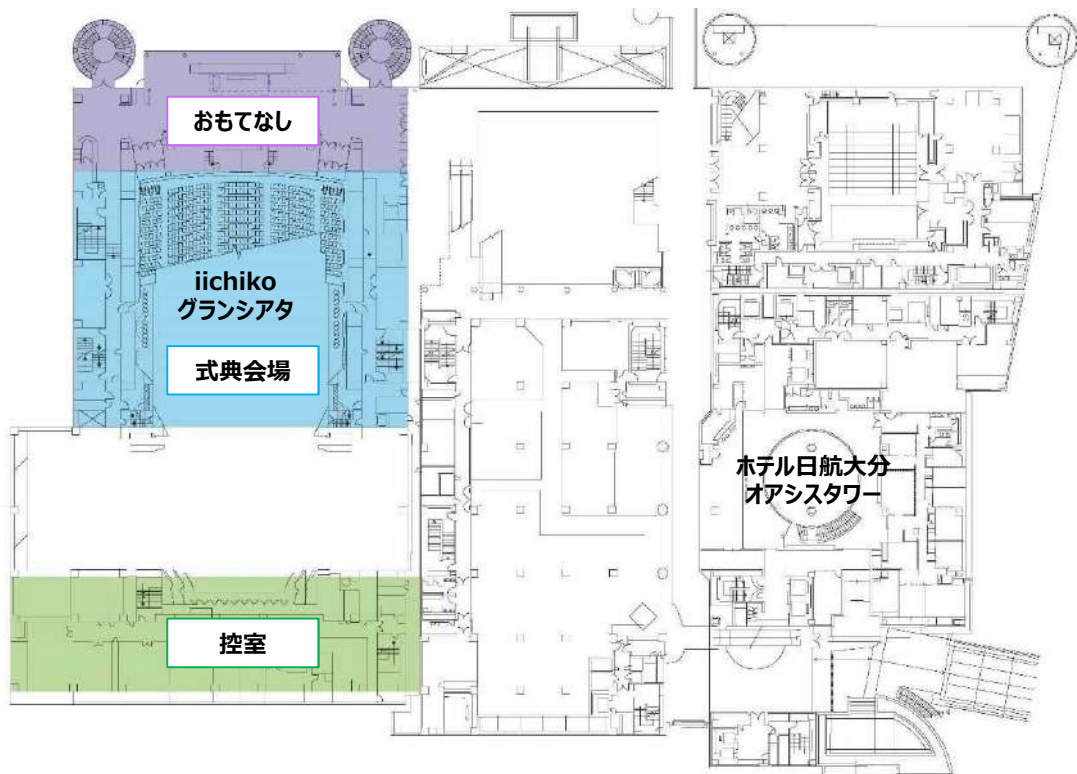 おもてなし
iichiko
グランシアタ
式典会場
ホテル日航大分
オアシスタワー
控室